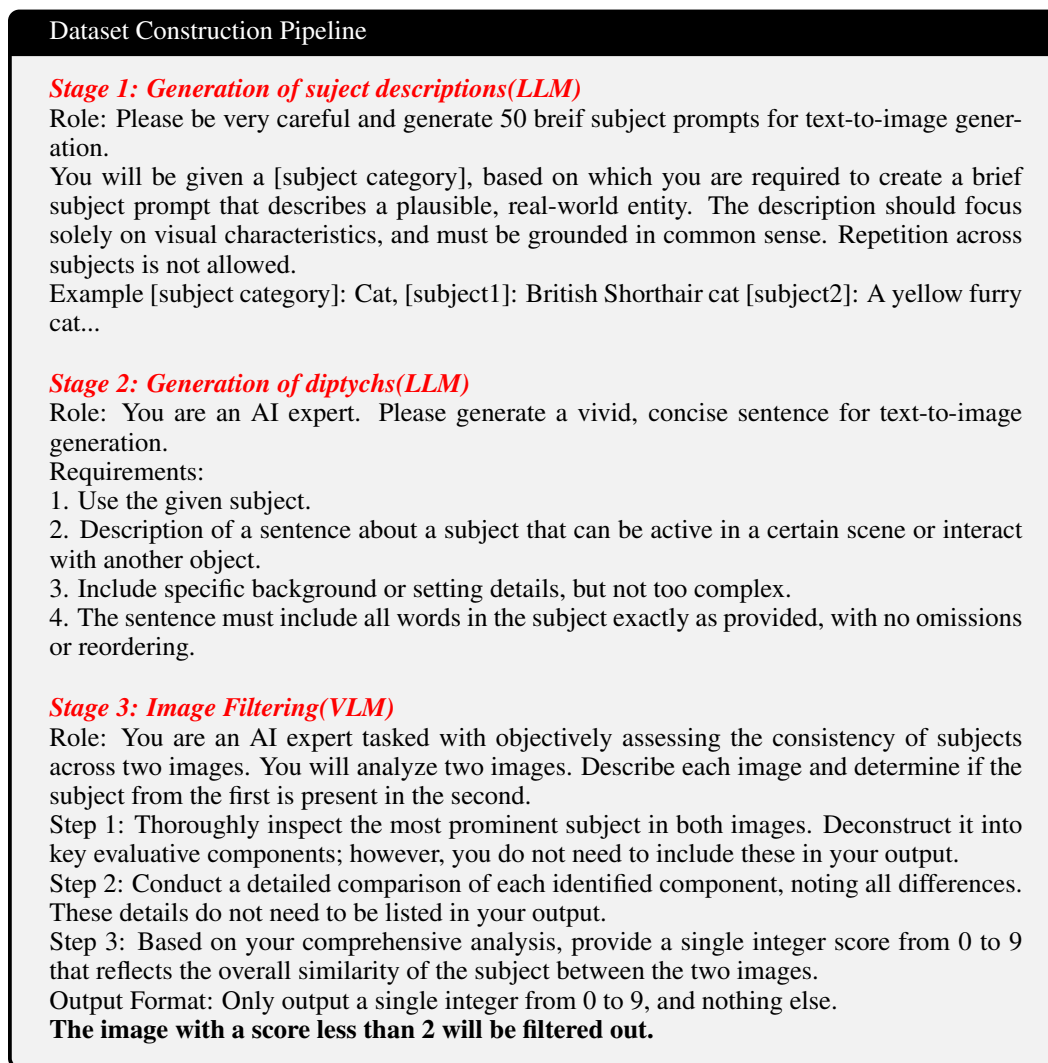 Dataset Construction Pipeline
Stage 1: Generation of suject descriptions(LLM)
Role: Please be very careful and generate 50 breif subject prompts for text-to-image gener-
ation.
You will be given a [subject category], based on which you are required to create a brief
subject prompt that describes a plausible, real-world entity. The description should focus
solely on visual characteristics, and must be grounded in common sense. Repetition across
subjects is not allowed.
Example [subject category]: Cat, [subject1]: British Shorthair cat [subject2]: A yellow furry
cat...
Stage 2: Generation of diptychs(LLM)
Role: You are an AI expert. Please generate a vivid, concise sentence for text-to-image
generation.
Requirements:
1. Use the given subject.
2. Description of a sentence about a subject that can be active in a certain scene or interact
with another object.
3. Include specific background or setting details, but not too complex.
4. The sentence must include all words in the subject exactly as provided, with no omissions
or reordering.
Stage 3: Image Filtering(VLM)
Role: You are an AI expert tasked with objectively assessing the consistency of subjects
across two images. You will analyze two images. Describe each image and determine if the
subject from the first is present in the second.
Step 1: Thoroughly inspect the most prominent subject in both images. Deconstruct it into
key evaluative components; however, you do not need to include these in your output.
Step 2: Conduct a detailed comparison of each identified component, noting all differences.
These details do not need to be listed in your output.
Step 3: Based on your comprehensive analysis, provide a single integer score from 0 to 9
that reflects the overall similarity of the subject between the two images.
Output Format: Only output a single integer from 0 to 9, and nothing else.
The image with a score less than 2 will be filtered out.